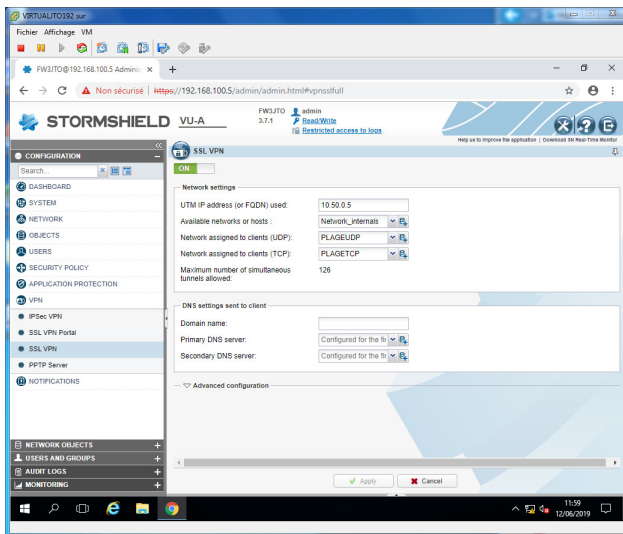 VIRTUALITO192 sur
Fichier Affichage VM
FW3JTO@192.168.100.5 Adminis × +
Non sécurisé | https://192.168.100.5/admin/admin.html#vpnsslfull
STORMSHIELD VU-A
FW3JTO admin
3.7.1 Read/Write
Restricted access to logs
Help us to improve the application | Download SN Real-Time Monitor
CONFIGURATION
Search...
DASHBOARD
SYSTEM
NETWORK
OBJECTS
USERS
SECURITY POLICY
APPLICATION PROTECTION
VPN
IPSec VPN
SSL VPN Portal
SSL VPN
PPTP Server
NOTIFICATIONS
NETWORK OBJECTS
USERS AND GROUPS
AUDIT LOGS
MONITORING
SSL VPN
ON
Network settings
UTM IP address (or FQDN) used: 10.50.0.5
Available networks or hosts : Network_internals
Network assigned to clients (UDP): PLAGEUDP
Network assigned to clients (TCP): PLAGETCP
Maximum number of simultaneous 126
tunnels allowed:
DNS settings sent to client
Domain name:
Primary DNS server: Configured for the fir
Secondary DNS server: Configured for the fir
Advanced configuration
Apply Cancel
11:59
12/06/2019